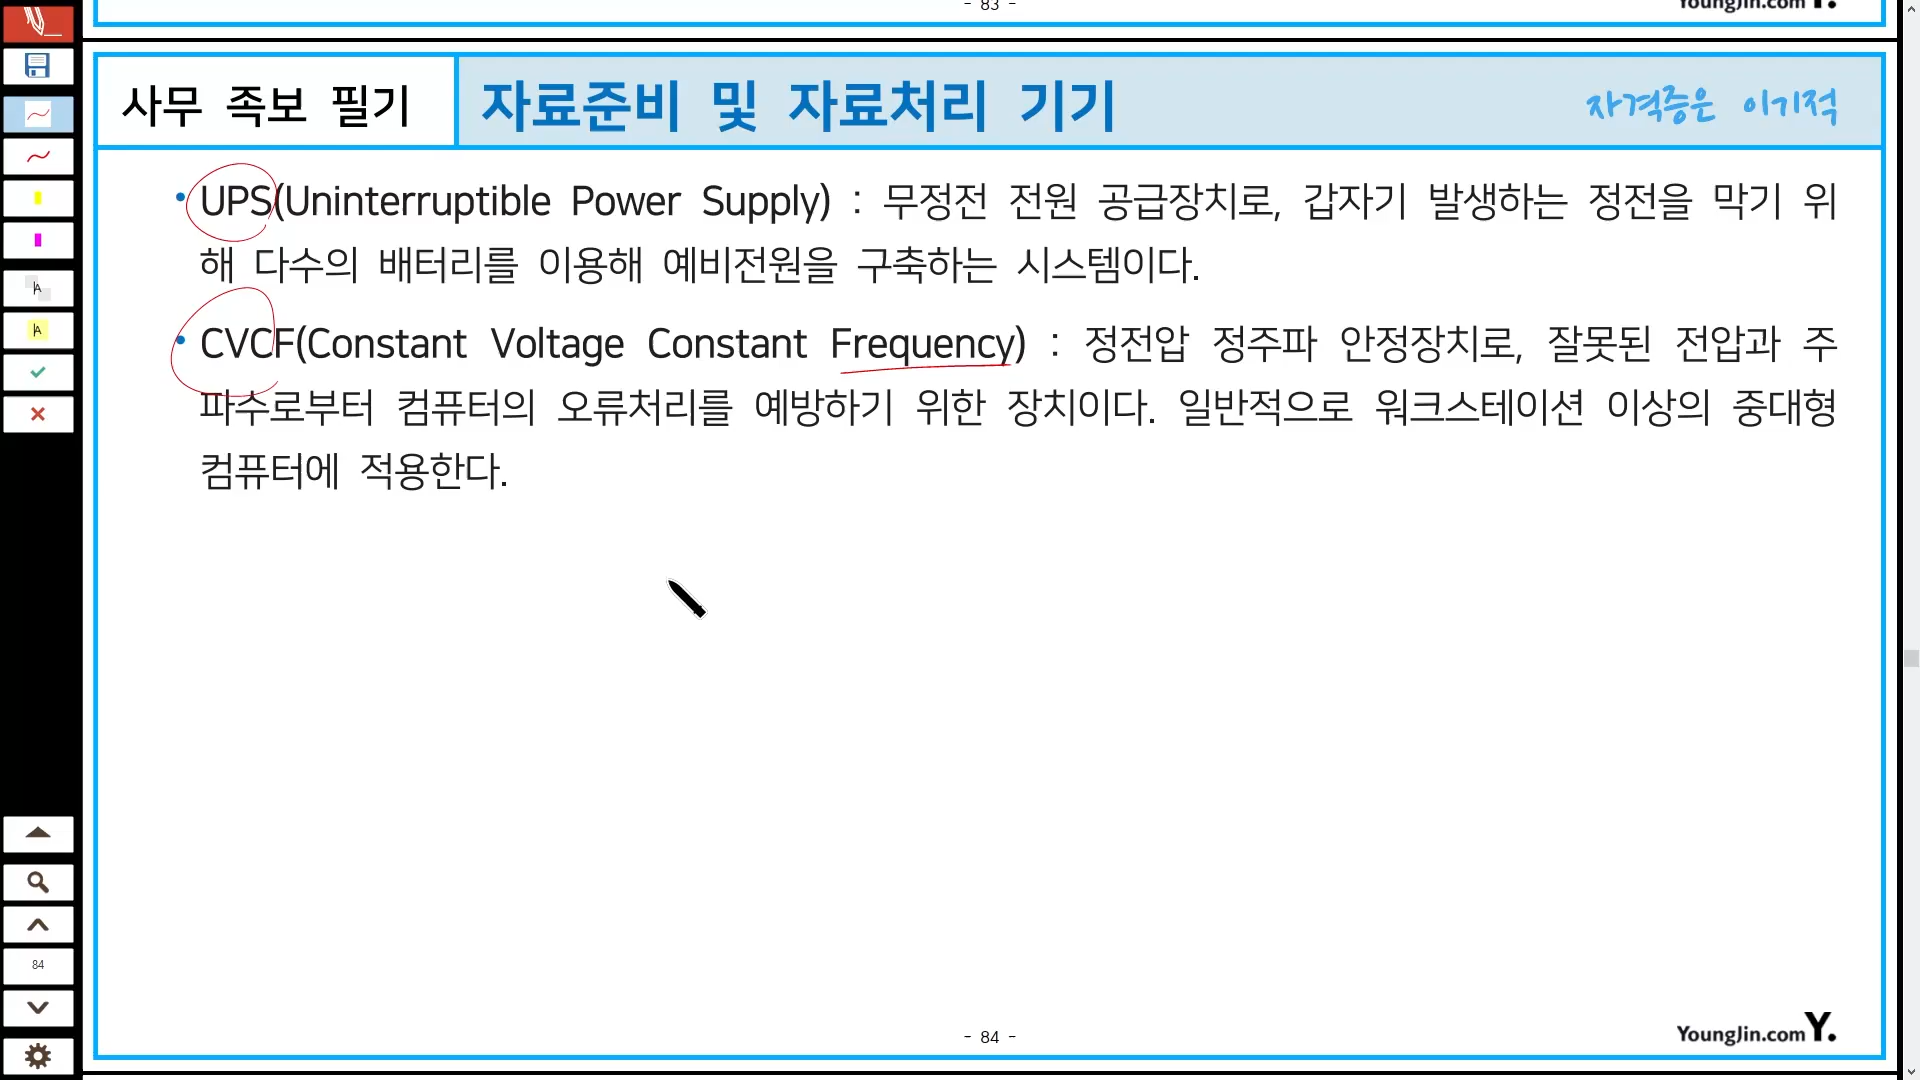 - 83 -
YoungJin.com Y.
사무 족보 필기
자료준비 및 자료처리 기기
자격증은 이기적
• UPS(Uninterruptible Power Supply) : 무정전 전원 공급장치로, 갑자기 발생하는 정전을 막기 위
해 다수의 배터리를 이용해 예비전원을 구축하는 시스템이다.
• CVCF(Constant Voltage Constant Frequency) : 정전압 정주파 안정장치로, 잘못된 전압과 주
파수로부터 컴퓨터의 오류처리를 예방하기 위한 장치이다. 일반적으로 워크스테이션 이상의 중대형
컴퓨터에 적용한다.
A
A
84
- 84 -
YoungJin.com Y.